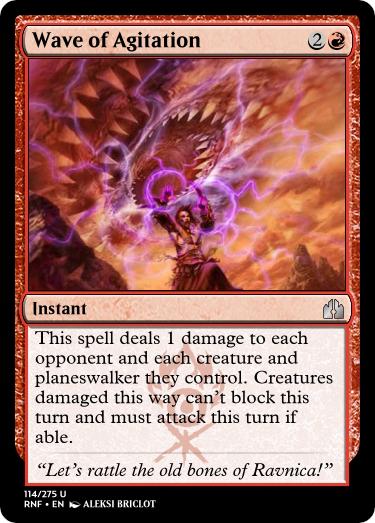 Wave of Agitation 2
Instant
This spell deals 1 damage to each
opponent and each creature and
planeswalker they control. Creatures
damaged this way can't block this
turn and must attack this turn if
able.
“Let's rattle the old bones of Ravnica!”
114/275 U
RNF • EN ALEKSI BRICLOT